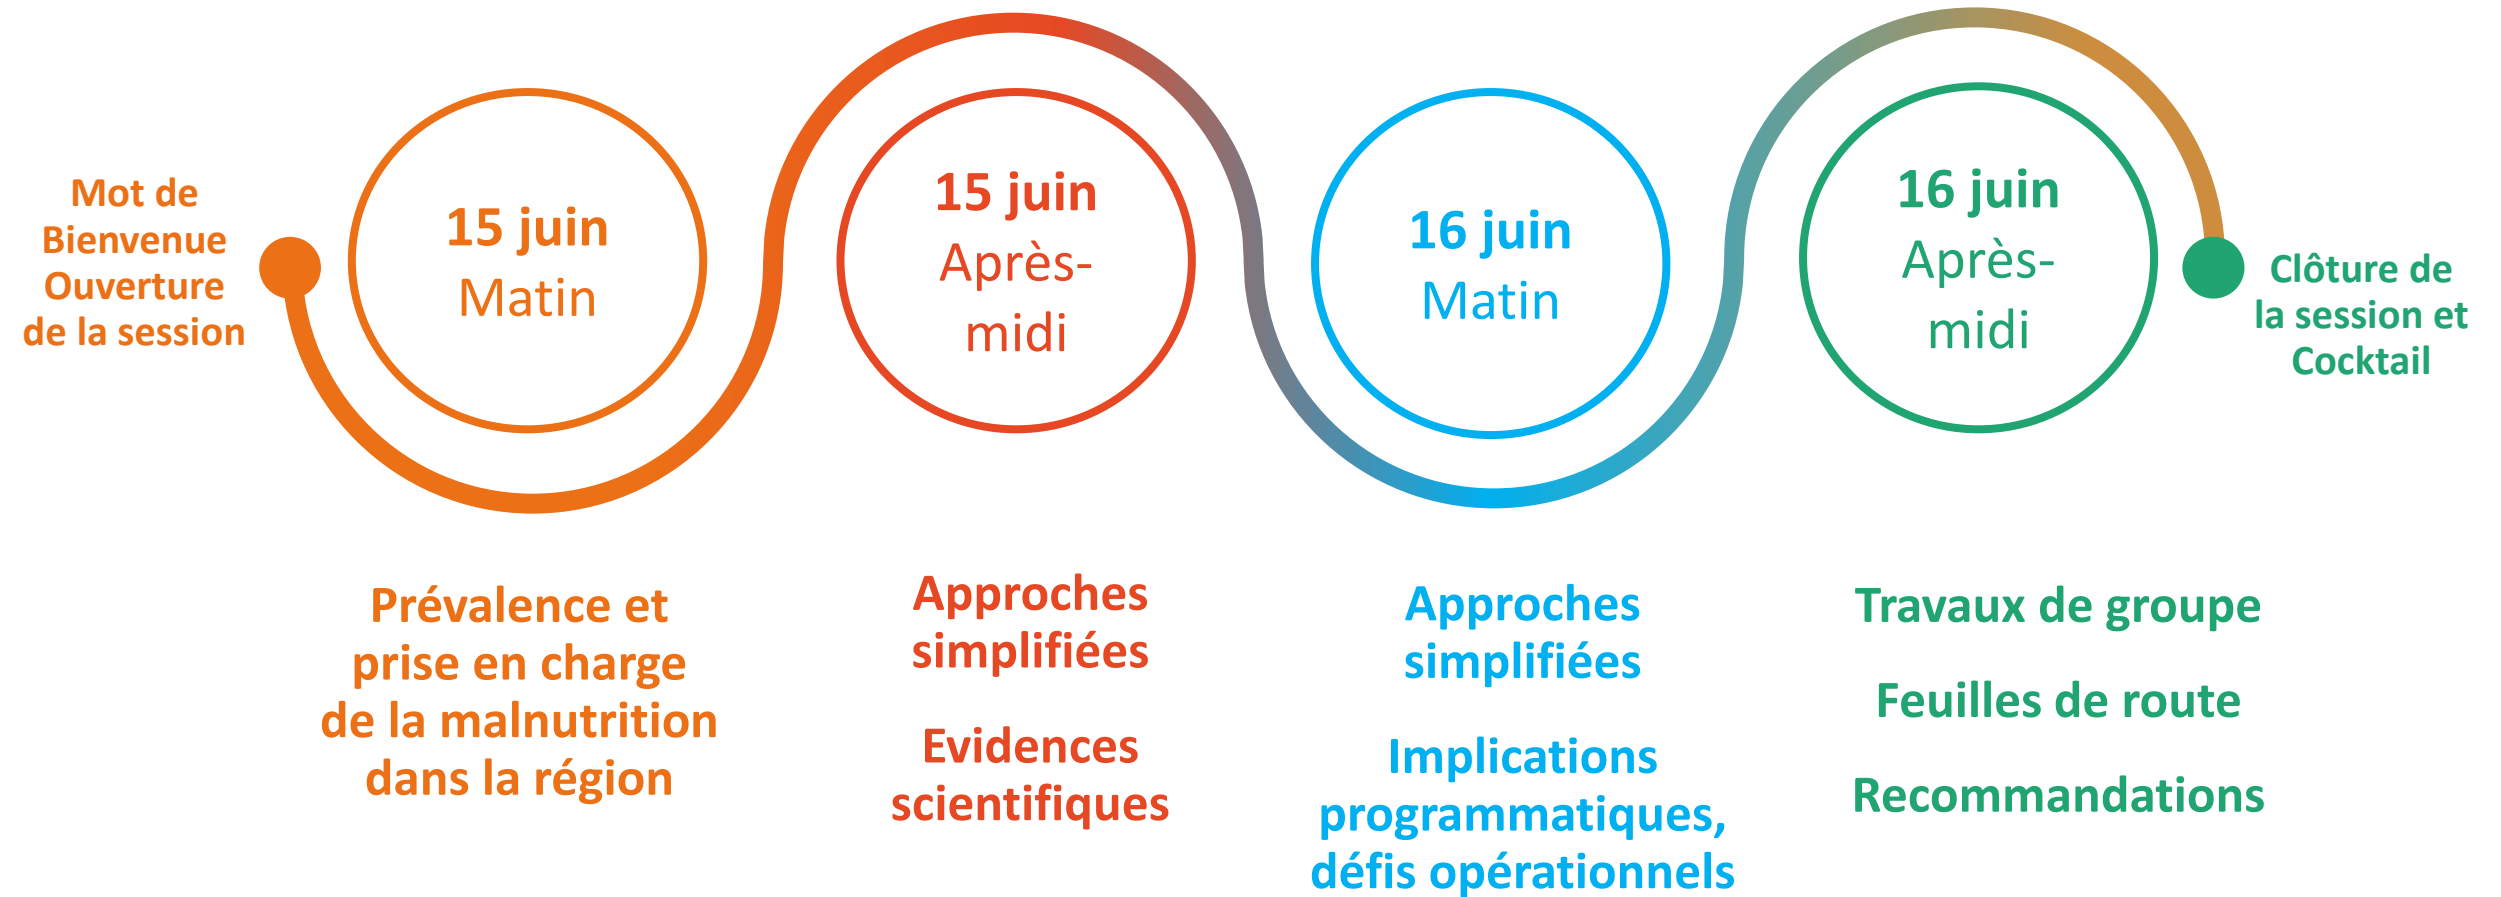 Mot de
Bienvenue
Ouverture
de la session
15 juin
Matin
15 juin
Après-
midi
16 juin
Matin
16 juin
Après-
midi
Clôture de
la session et
Cocktail
Prévalence et
prise en charge
de la malnutrition
dans la région
Approches
simplifiées
Evidences
scientifiques
Approches
simplifiées
Implications
programmatiques,
défis opérationnels
Travaux de groupe
Feuilles de route
Recommandations